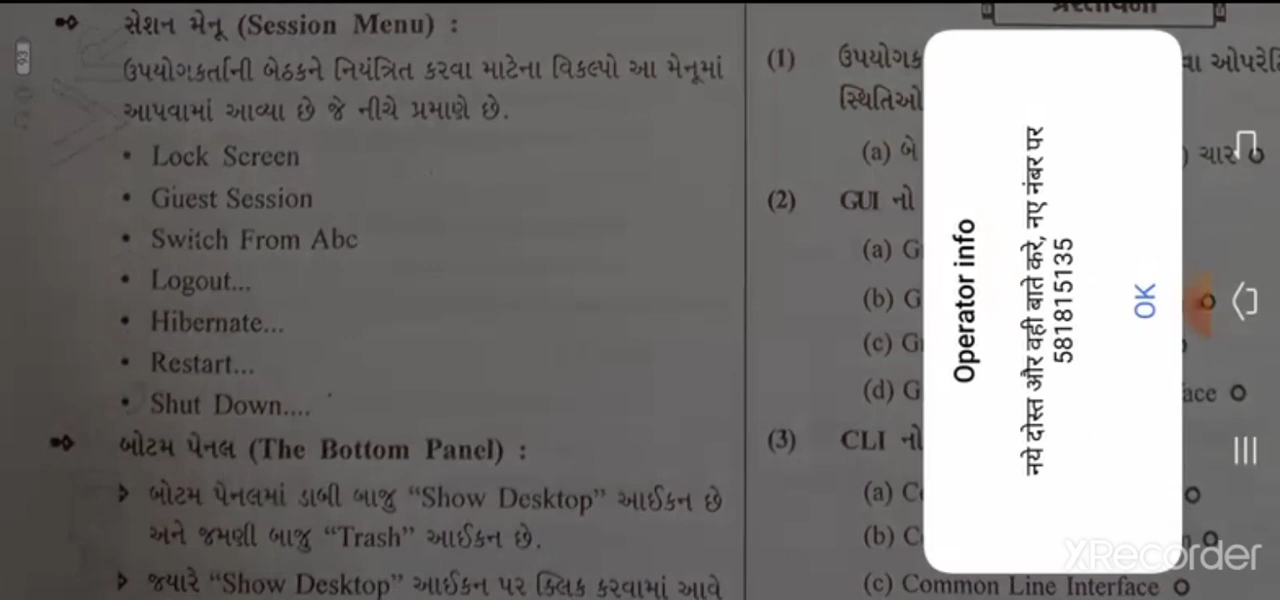 સેશન મેનૂ (Session Menu) :
ઉપયોગકર્તાની બેઠકને નિયંત્રિત કરવા માટેના વિકલ્પો આ મેનૂમાં
આપવામાં આવ્યા છે જે નીચે પ્રમાણે છે.
• Lock Screen
• Guest Session
• Switch From Abc
• Logout...
• Hibernate...
• Restart...
• Shut Down....
બોટમ પેનલ (The Bottom Panel) :
બોટમ પેનલમાં ડાબી બાજુ “Show Desktop” આઈકન છે
અને જમણી બાજુ “Trash” આઈકન છે.
જ્યારે “Show Desktop” આઈકન પર ક્લિક કરવામાં આવે
પ્રસ્તાવના
(1) ઉપયોગક
સ્થિતિઓ
(a) બે ) ચાર
(2) GUI નો
(a) G
(b) G
(c) G
(d) G ace
(3) CLI નો
(a) C
(b) C
(c) Common Line Interface
Operator info
नये दोस्त और वही बाते करे, नए नंबर पर
581815135
OK
XRecorder
93